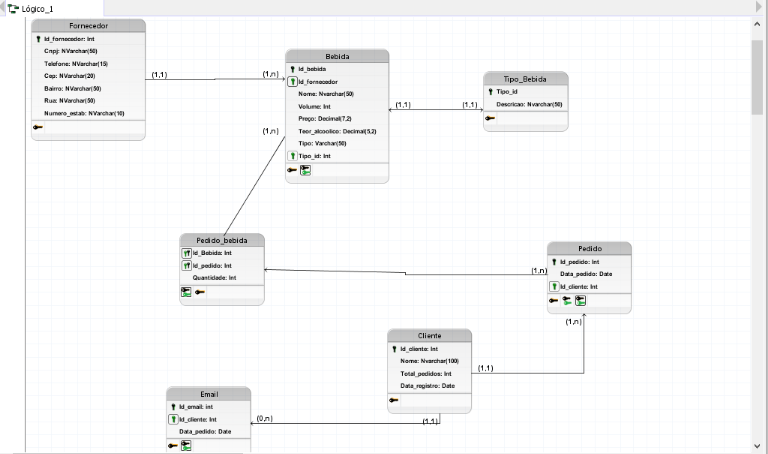 Lógico_1
Fornecedor
Id_fornecedor: Int
Cnpj: NVarchar(50)
Telefone: NVarchar(15)
Cep: NVarchar(20)
Bairro: NVarchar(50)
Rua: NVarchar(50)
Numero_estab: NVarchar(10)
(1,1)
(1,n)
Bebida
Id_bebida
Id_fornecedor
Nome: Nvarchar(50)
Volume: Int
Preço: Decimal(7,2)
Teor_alcoolico: Decimal(5,2)
Tipo: Varchar(50)
Tipo_id: Int
(1,1)
(1,1)
Tipo_Bebida
Tipo_id
Descricao: Nvarchar(50)
(1,n)
Pedido_bebida
Id_Bebida: Int
Id_pedido: Int
Quantidade: Int
(1,n)
Pedido
Id_pedido: Int
Data_pedido: Date
Id_cliente: Int
(1,n)
Cliente
Id_cliente: Int
Nome: Nvarchar(100)
Total_pedidos: Int
Data_registro: Date
(1,1)
(1,1)
(0,n)
Email
Id_email: int
Id_cliente: Int
Data_pedido: Date